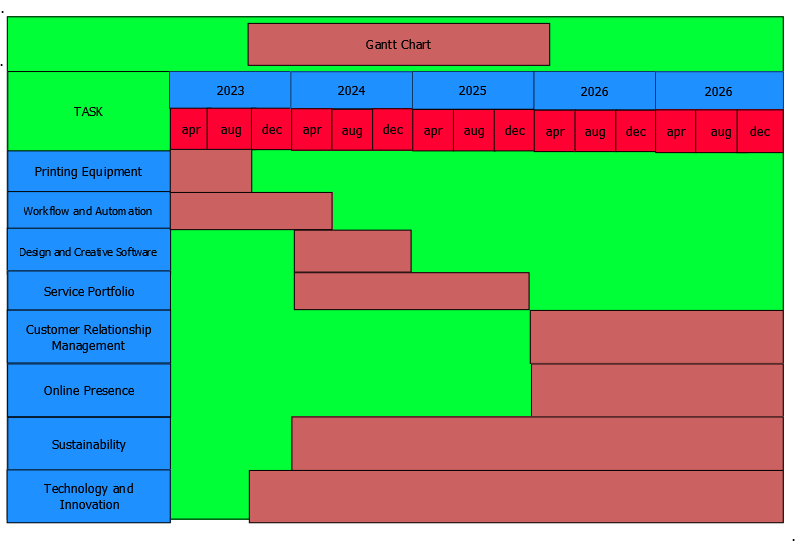 Gantt Chart
TASK
2023 2024 2025 2026 2026
apr aug dec apr aug dec apr aug dec apr aug dec apr aug dec
Printing Equipment
Workflow and Automation
Design and Creative Software
Service Portfolio
Customer Relationship
Management
Online Presence
Sustainability
Technology and
Innovation